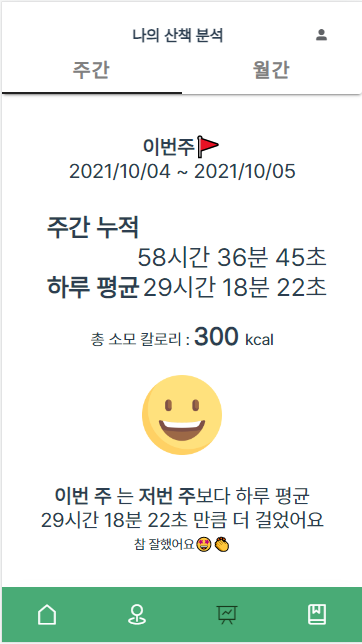 나의 산책 분석
주간 월간
이번주🚩
2021/10/04 ~ 2021/10/05
주간 누적
58시간 36분 45초
하루 평균 29시간 18분 22초
총 소모 칼로리 : 300 kcal
이번 주 는 저번 주보다 하루 평균
29시간 18분 22초 만큼 더 걸었어요
참 잘했어요🤩👏